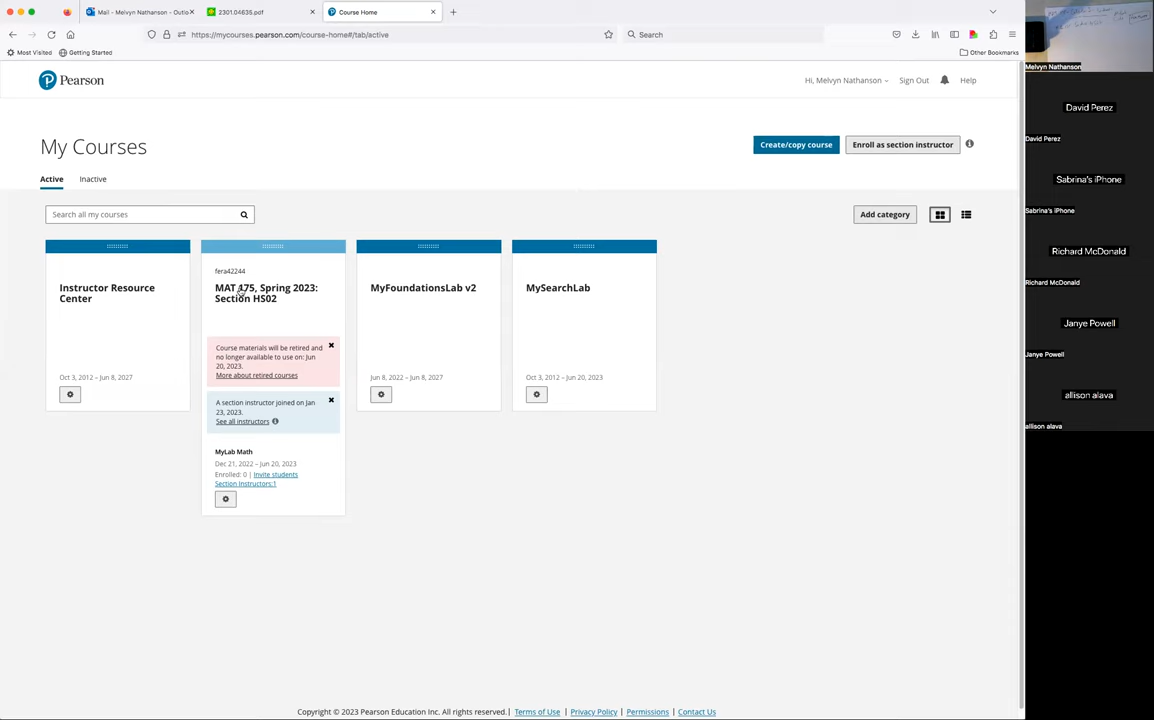 Mail - Melvyn Nathanson - Outlo
2301.04635.pdf
Course Home
https://mycourses.pearson.com/course-home#/tab/active
Search
Most Visited
Getting Started
Other Bookmarks
Pearson
Hi, Melvyn Nathanson
Sign Out
Help
My Courses
Create/copy course
Enroll as section instructor
Active
Inactive
Search all my courses
Add category
Instructor Resource
Center
Oct 3, 2012 – Jun 8, 2027
fera42244
MAT 175, Spring 2023:
Section HS02
Course materials will be retired and
no longer available to use on: Jun
20, 2023.
More about retired courses
A section instructor joined on Jan
23, 2023.
See all instructors
MyLab Math
Dec 21, 2022 – Jun 20, 2023
Enrolled: 0 | Invite students
Section Instructors:1
MyFoundationsLab v2
Jun 8, 2022 – Jun 8, 2027
MySearchLab
Oct 3, 2012 – Jun 20, 2023
Copyright © 2023 Pearson Education Inc. All rights reserved.| Terms of Use | Privacy Policy | Permissions | Contact Us
Melvyn Nathanson
David Perez
David Perez
Sabrina's iPhone
Sabrina's iPhone
Richard McDonald
Richard McDonald
Janye Powell
Janye Powell
allison alava
allison alava